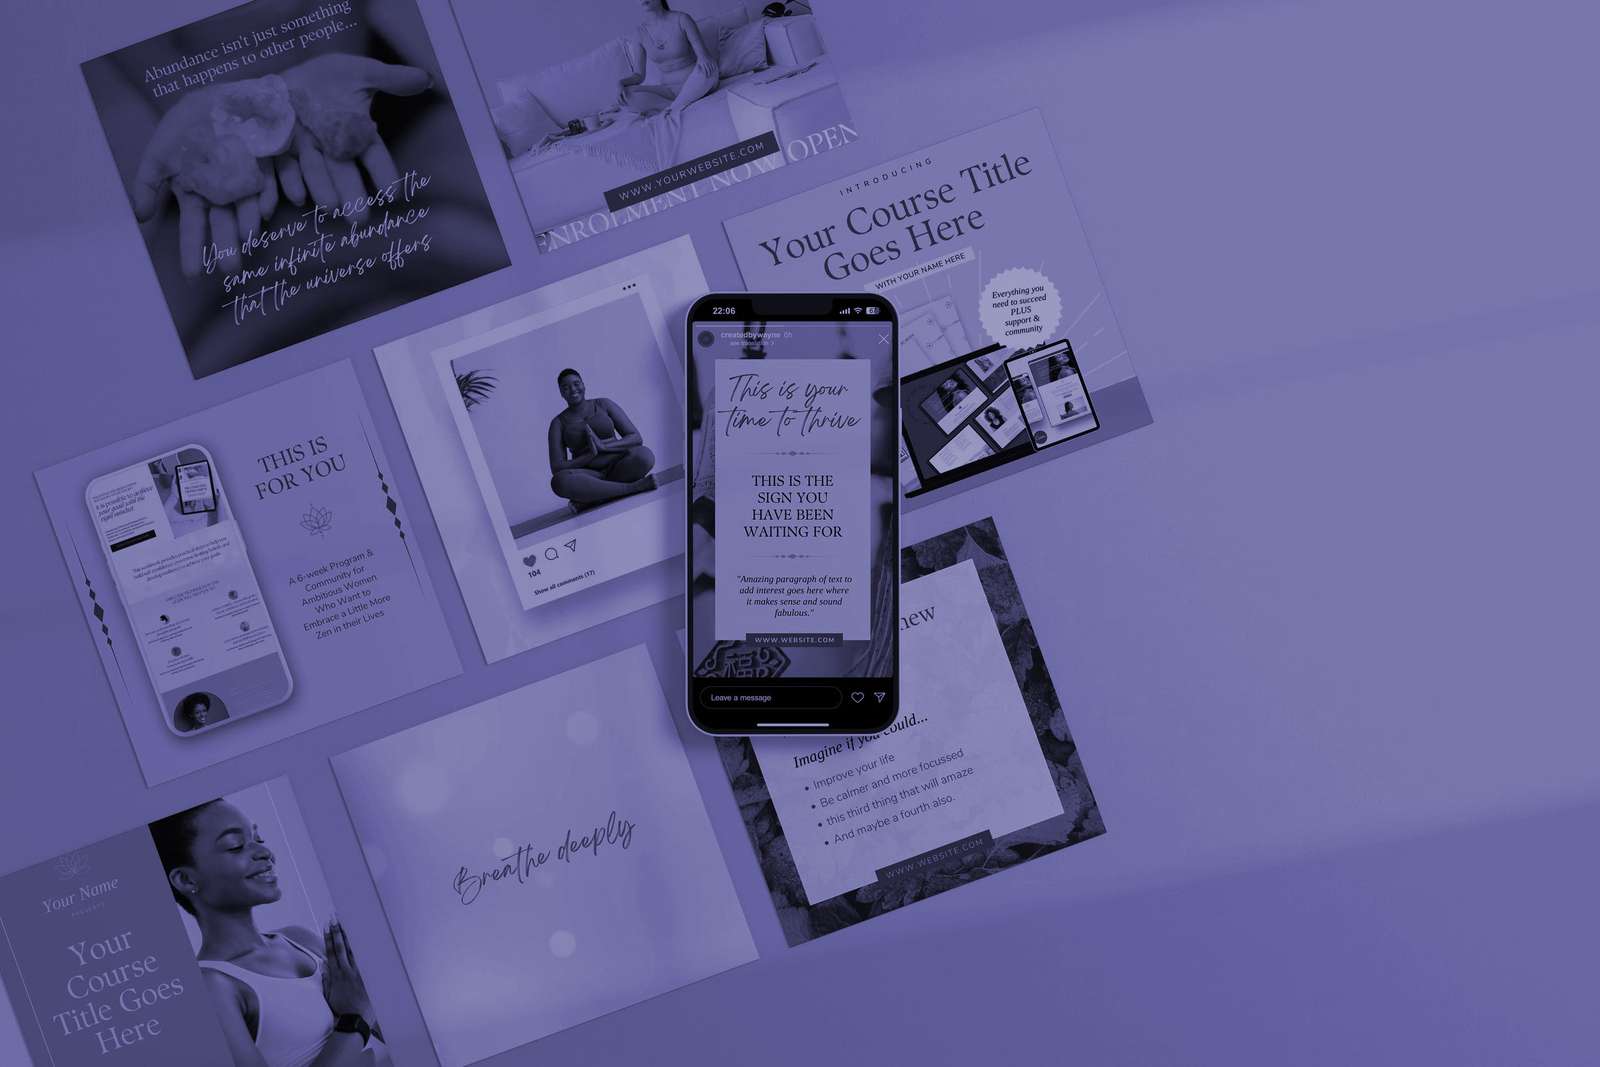 Abundance isn't just something
that happens to other people...
You deserve to access the
same infinite abundance
that the universe offers
WWW.YOURWEBSITE.COM
ENROLMENT NOW OPEN
INTRODUCING
Your Course Title
Goes Here
WITH YOUR NAME HERE
Everything you
need to succeed
PLUS
support &
community
THIS IS
FOR YOU
A 6-week Program &
Community for
Ambitious Women
Who Want to
Embrace a Little More
Zen in their Lives
104
Show all comments (17)
22:06
createdbywayne 0h
see translation >
This is your
time to thrive
THIS IS THE
SIGN YOU
HAVE BEEN
WAITING FOR
"Amazing paragraph of text to
add interest goes here where
it makes sense and sound
fabulous."
WWW.WEBSITE.COM
Leave a message
new
Imagine if you could...
• Improve your life
• Be calmer and more focussed
• this third thing that will amaze
• And maybe a fourth also.
WWW.WEBSITE.COM
Breathe deeply
Your Name
PRESENTS
Your
Course
Title Goes
Here